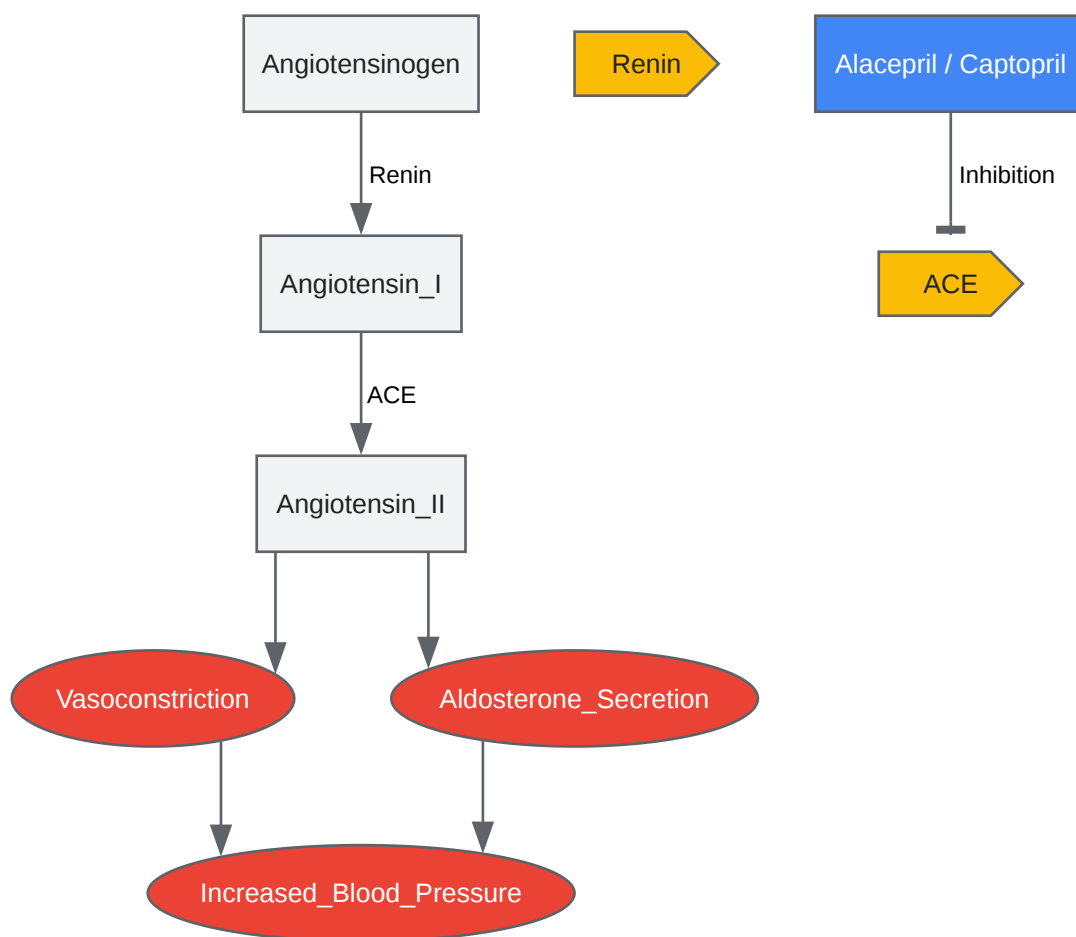 Angiotensinogen
Renin
Alacepril / Captopril
Renin
Inhibition
Angiotensin_I
ACE
ACE
Angiotensin_II
Vasoconstriction
Aldosterone_Secretion
Increased_Blood_Pressure